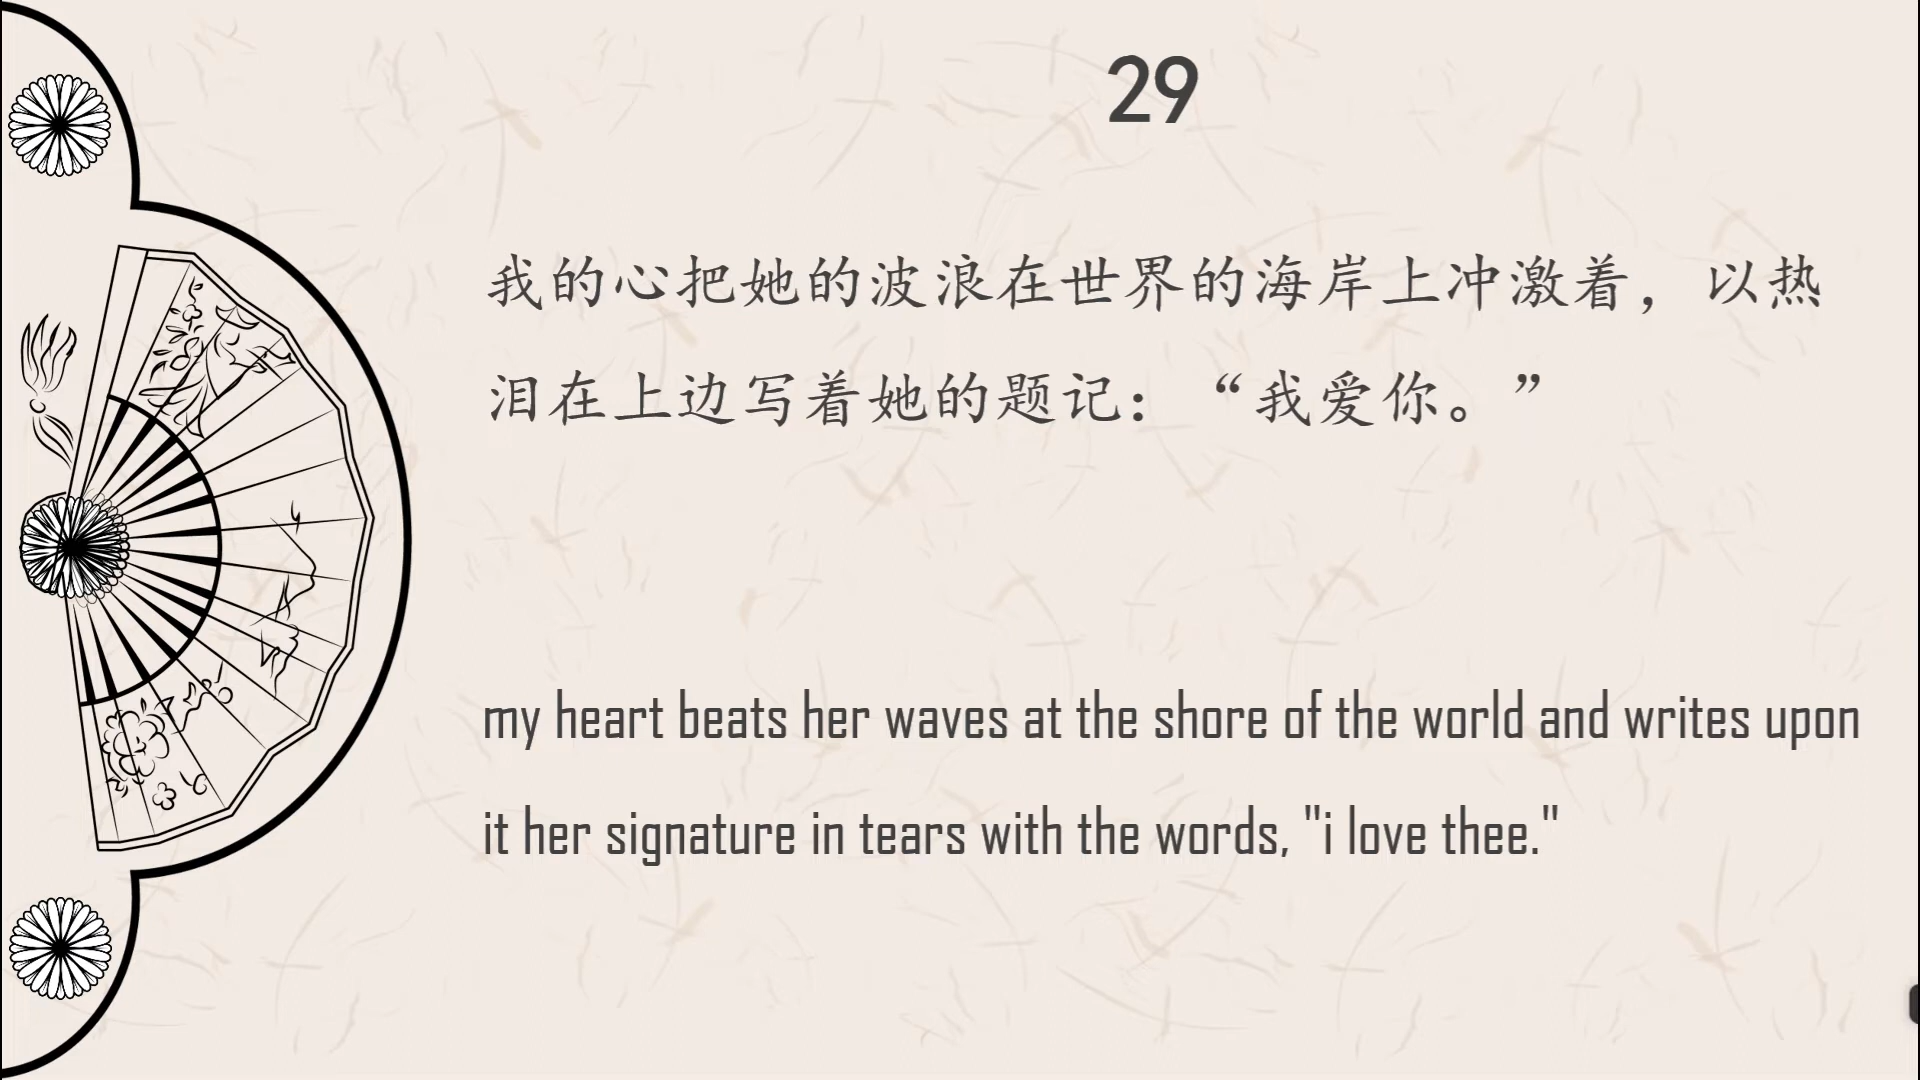 29
我的心把她的波浪在世界的海岸上冲激着，以热
泪在上边写着她的题记：“我爱你。”
my heart beats her waves at the shore of the world and writes upon
it her signature in tears with the words, "i love thee."